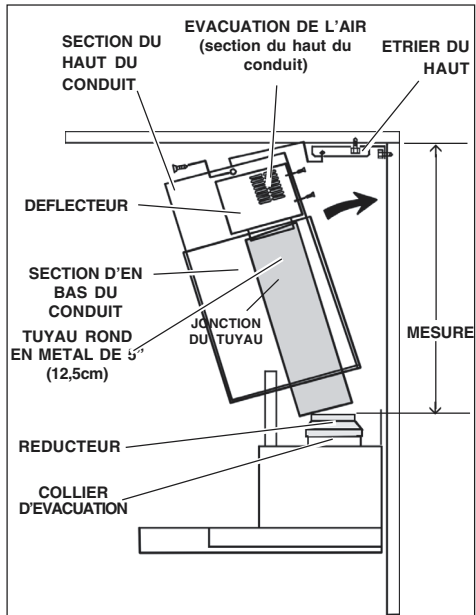 EVACUATION DE L'AIR
(section du haut du
conduit)
SECTION DU
HAUT DU
CONDUIT
ETRIER DU
HAUT
DEFLECTEUR
SECTION D'EN
BAS DU
CONDUIT
TUYAU ROND
EN METAL DE 5"
(12,5cm)
JONCTION
DU TUYAU
MESURE
REDUCTEUR
COLLIER
D'EVACUATION